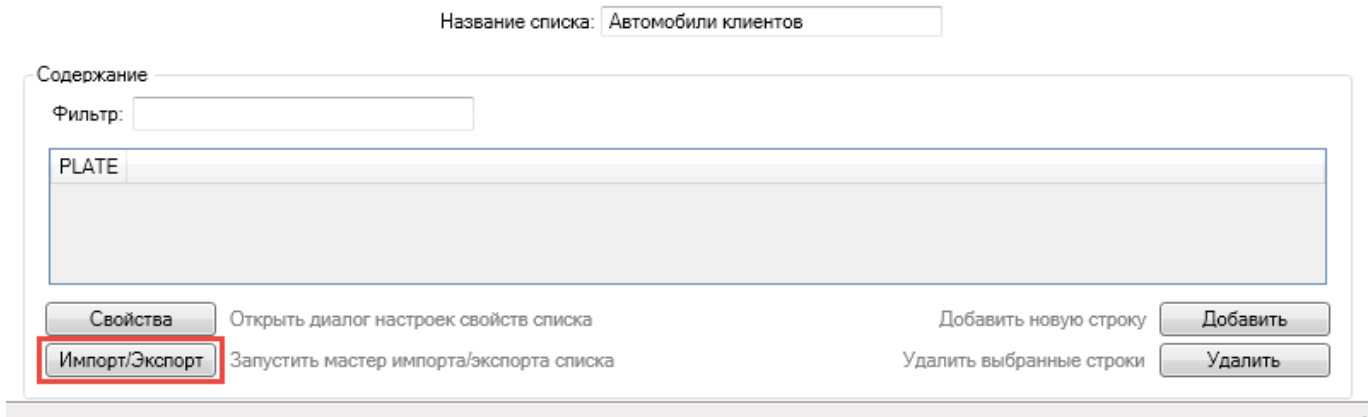 Название списка: Автомобили клиентов
Содержание
Фильтр:
PLATE
Свойства Открыть диалог настроек свойств списка Добавить новую строку Добавить
Импорт/Экспорт Запустить мастер импорта/экспорта списка Удалить выбранные строки Удалить